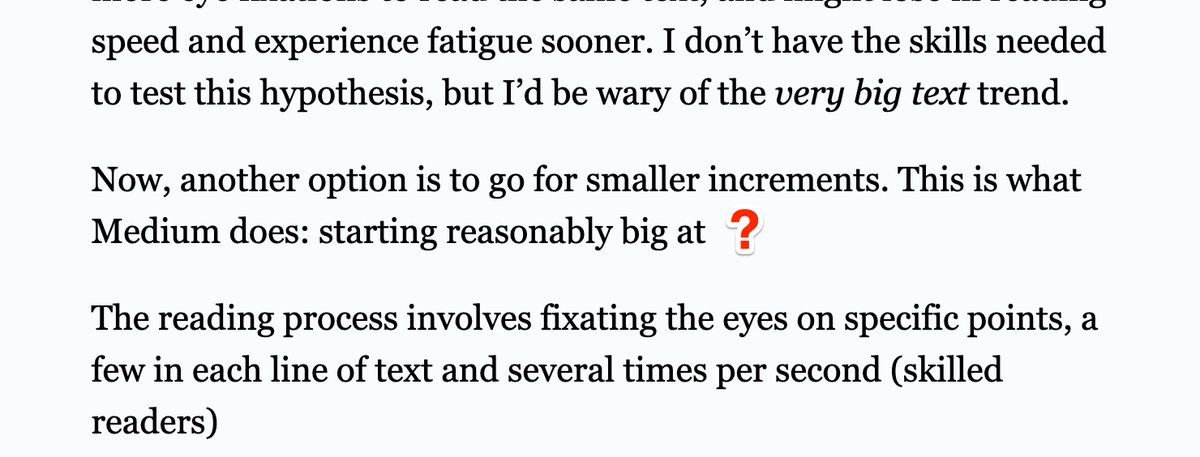 speed and experience fatigue sooner. I don’t have the skills needed
to test this hypothesis, but I’d be wary of the very big text trend.
Now, another option is to go for smaller increments. This is what
Medium does: starting reasonably big at ❓
The reading process involves fixating the eyes on specific points, a
few in each line of text and several times per second (skilled
readers)